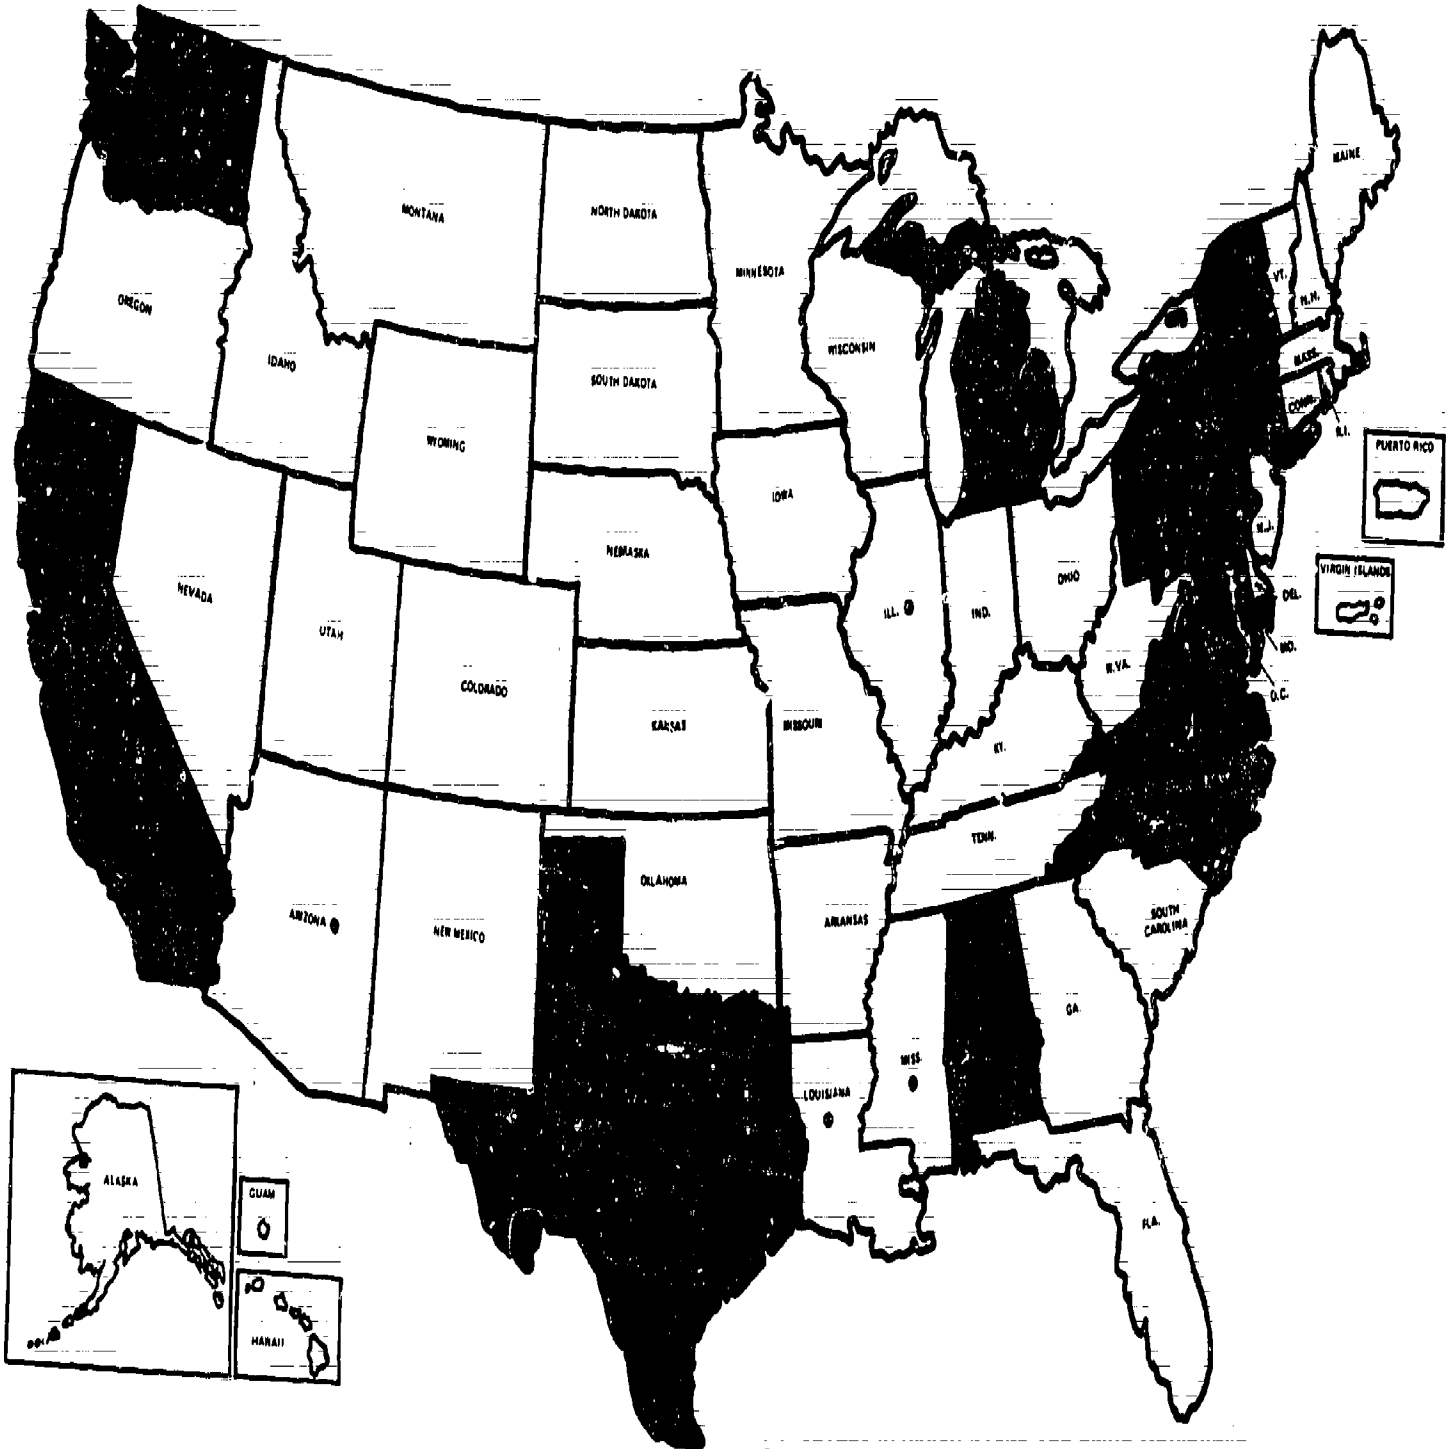 MAINE
MONTANA
NORTH DAKOTA
MINNESOTA
VT.
N.H.
OREGON
IDAHO
WISCONSIN
MASS.
SOUTH DAKOTA
CONN.
R.I.
WYOMING
PUERTO RICO
IOWA
N.J.
NEBRASKA
VIRGIN ISLANDS
OHIO
NEVADA
DEL.
ILL.
IND.
UTAH
MD.
W.VA.
COLORADO
D.C.
KANSAS
MISSOURI
KY.
TENN.
OKLAHOMA
ARIZONA
ARKANSAS
SOUTH
CAROLINA
NEW MEXICO
GA.
MISS.
LOUISIANA
ALASKA
GUAM
FLA.
HAWAII